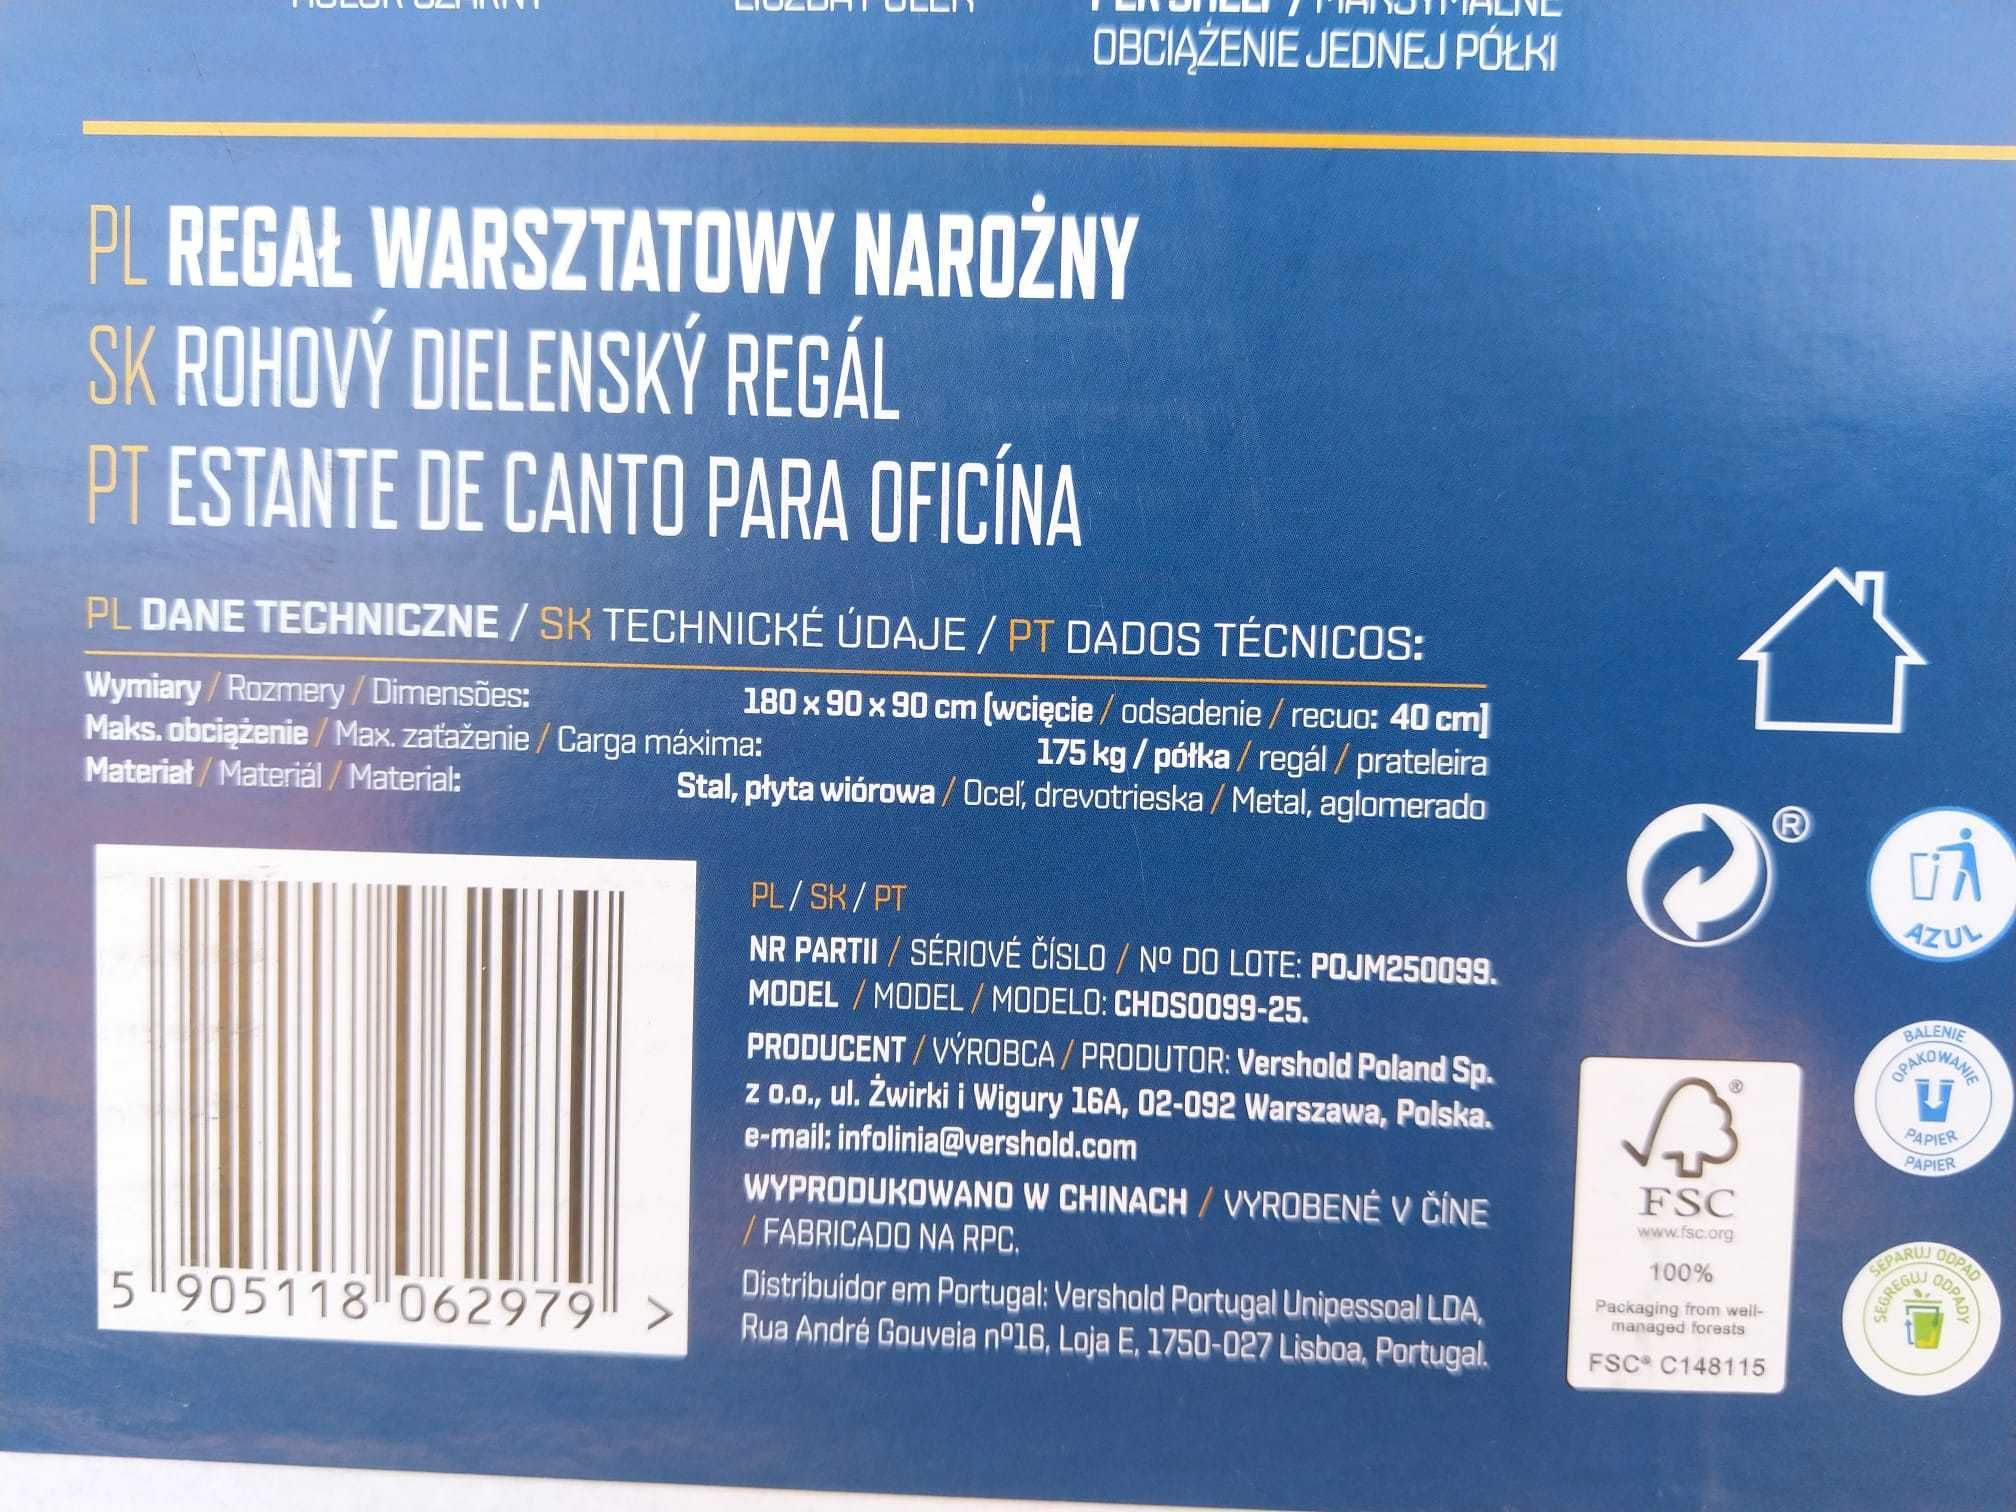 OBCIĄŻENIE JEDNEJ PÓŁKI
PL REGAŁ WARSZTATOWY NAROŻNY
SK ROHOVÝ DIELENSKÝ REGÁL
PT ESTANTE DE CANTO PARA OFICÍNA
PL DANE TECHNICZNE / SK TECHNICKÉ ÚDAJE / PT DADOS TÉCNICOS:
Wymiary / Rozmery / Dimensões: 180 x 90 x 90 cm (wcięcie / odsadenie / recuo: 40 cm)
Maks. obciążenie / Max. zaťaženie / Carga máxima: 175 kg / półka / regál / prateleira
Materiał / Materiál / Material: Stal, płyta wiórowa / Oceľ, drevotrieska / Metal, aglomerado
5 905118 062979 >
PL / SK / PT
NR PARTII / SÉRIOVÉ ČÍSLO / Nº DO LOTE: POJM250099.
MODEL / MODEL / MODELO: CHDS0099-25.
PRODUCENT / VÝROBCA / PRODUTOR: Vershold Poland Sp.
z o.o., ul. Żwirki i Wigury 16A, 02-092 Warszawa, Polska.
e-mail: infolinia@vershold.com
WYPRODUKOWANO W CHINACH / VYROBENÉ V ČÍNE
/ FABRICADO NA RPC.
Distribuidor em Portugal: Vershold Portugal Unipessoal LDA,
Rua André Gouveia nº16, Loja E, 1750-027 Lisboa, Portugal.
®
AZUL
BALENIE
OPAKOWANIE
PAPIER
PAPIER
®
FSC
www.fsc.org
100%
Packaging from well-
managed forests
FSC® C148115
SEPARUJ ODPAD
SEGREGUJ ODPADY